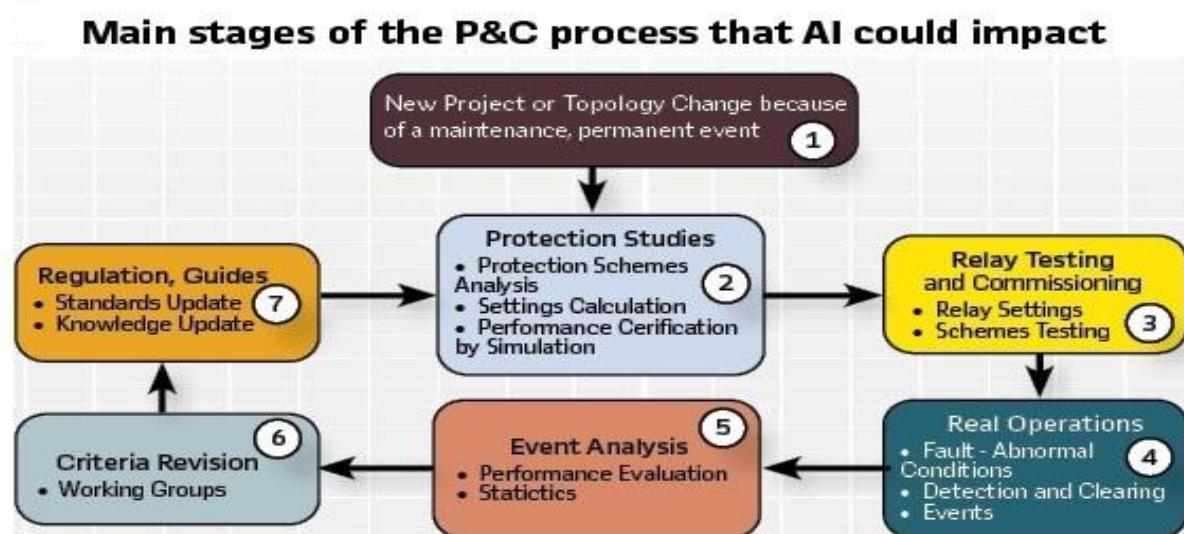 Main stages of the P&C process that AI could impact
New Project or Topology Change because
of a maintenance, permanent event
1
Protection Studies
• Protection Schemes
Analysis
• Settings Calculation
• Performance Cerification
by Simulation
2
Relay Testing
and Commissioning
• Relay Settings
• Schemes Testing
3
Real Operations
• Fault - Abnormal
Conditions
• Detection and Clearing
• Events
4
Event Analysis
• Performance Evaluation
• Statictics
5
Criteria Revision
• Working Groups
6
Regulation, Guides
• Standards Update
• Knowledge Update
7